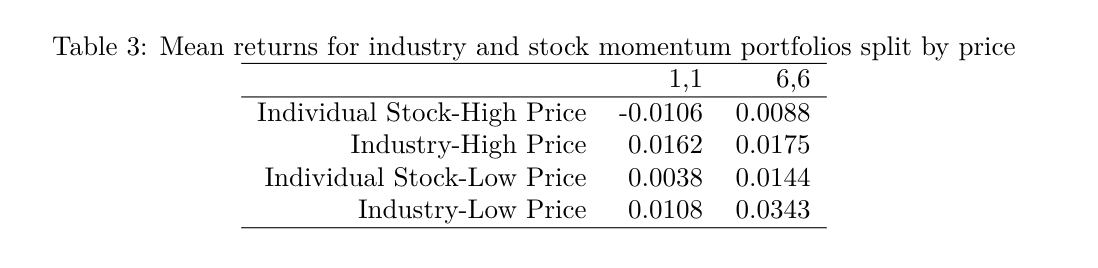 Table 3: Mean returns for industry and stock momentum portfolios split by price
1,1 6,6
Individual Stock-High Price -0.0106 0.0088
Industry-High Price 0.0162 0.0175
Individual Stock-Low Price 0.0038 0.0144
Industry-Low Price 0.0108 0.0343